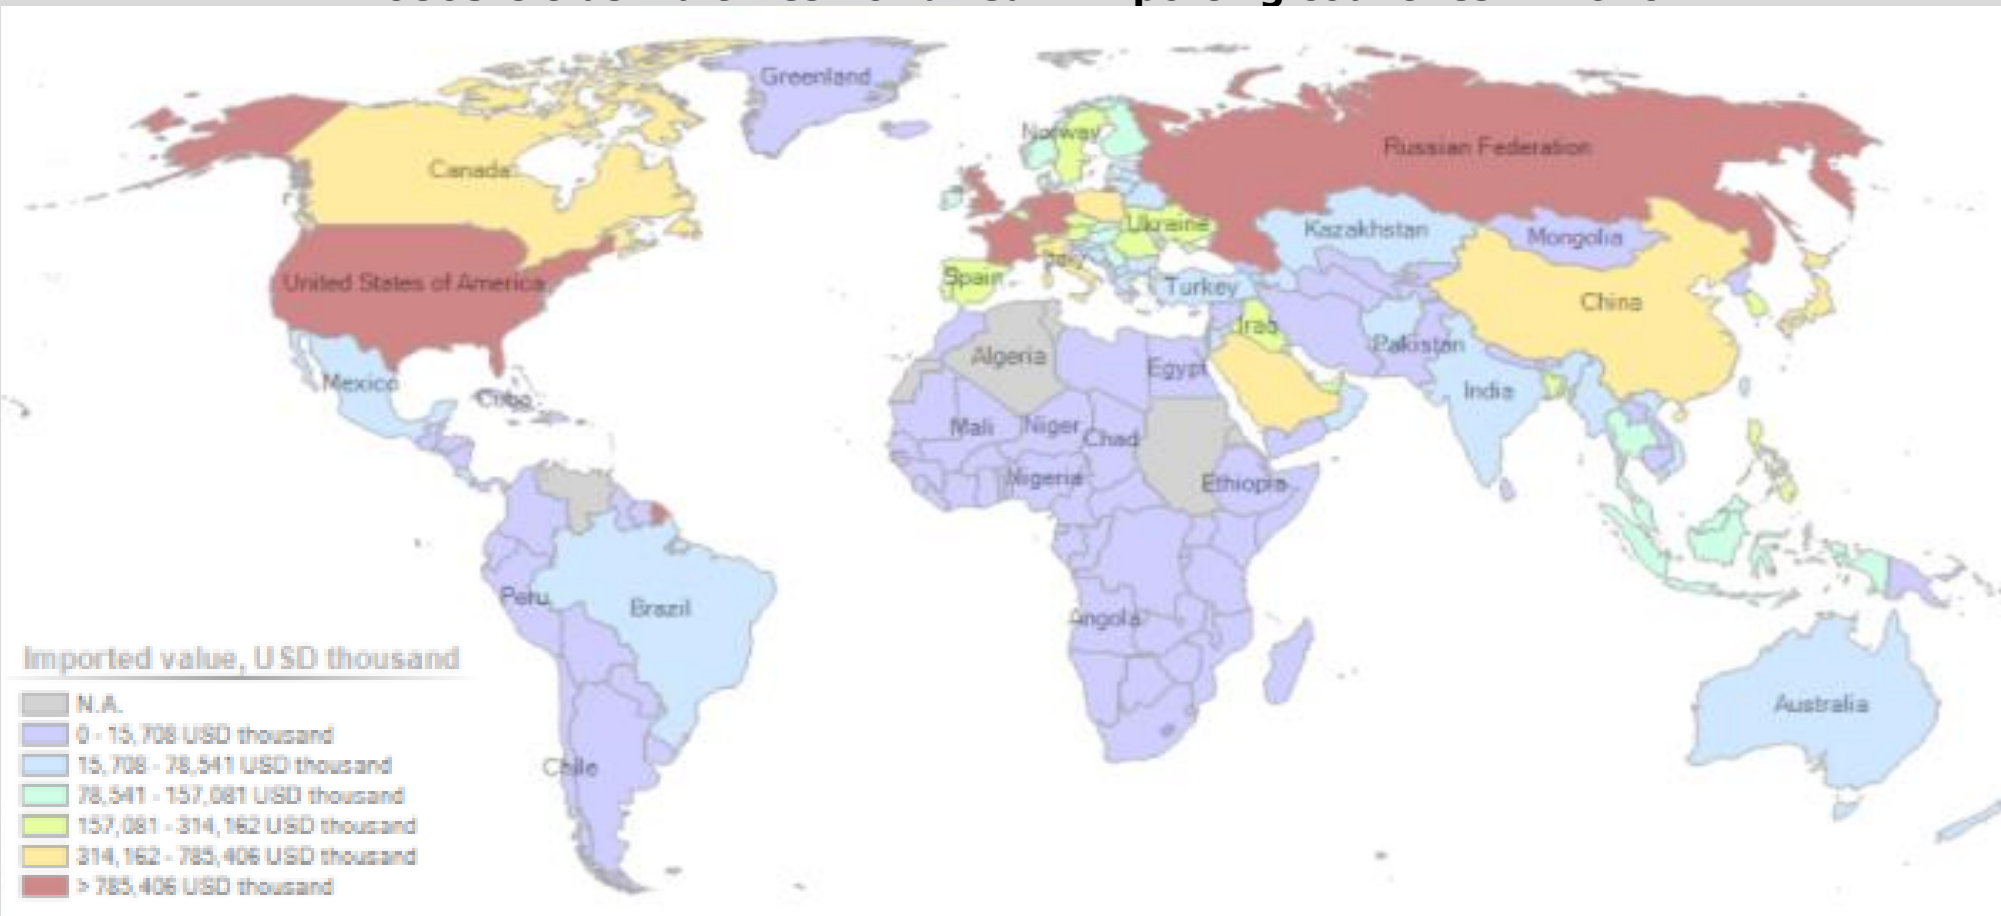 Greenland
Norway
Russian Federation
Canada
Ukraine
Kazakhstan
Mongolia
Italy
Spain
United States of America
Turkey
China
Iraq
Algeria
Pakistan
Egypt
Mexico
India
Cuba
Mali
Niger
Chad
Nigeria
Ethiopia
Peru
Brazil
Angola
Imported value, USD thousand
N.A.
Australia
0 - 15,708 USD thousand
15,708 - 78,541 USD thousand
Chile
78,541 - 157,081 USD thousand
157,081 - 314,162 USD thousand
314,162 - 785,406 USD thousand
> 785,406 USD thousand